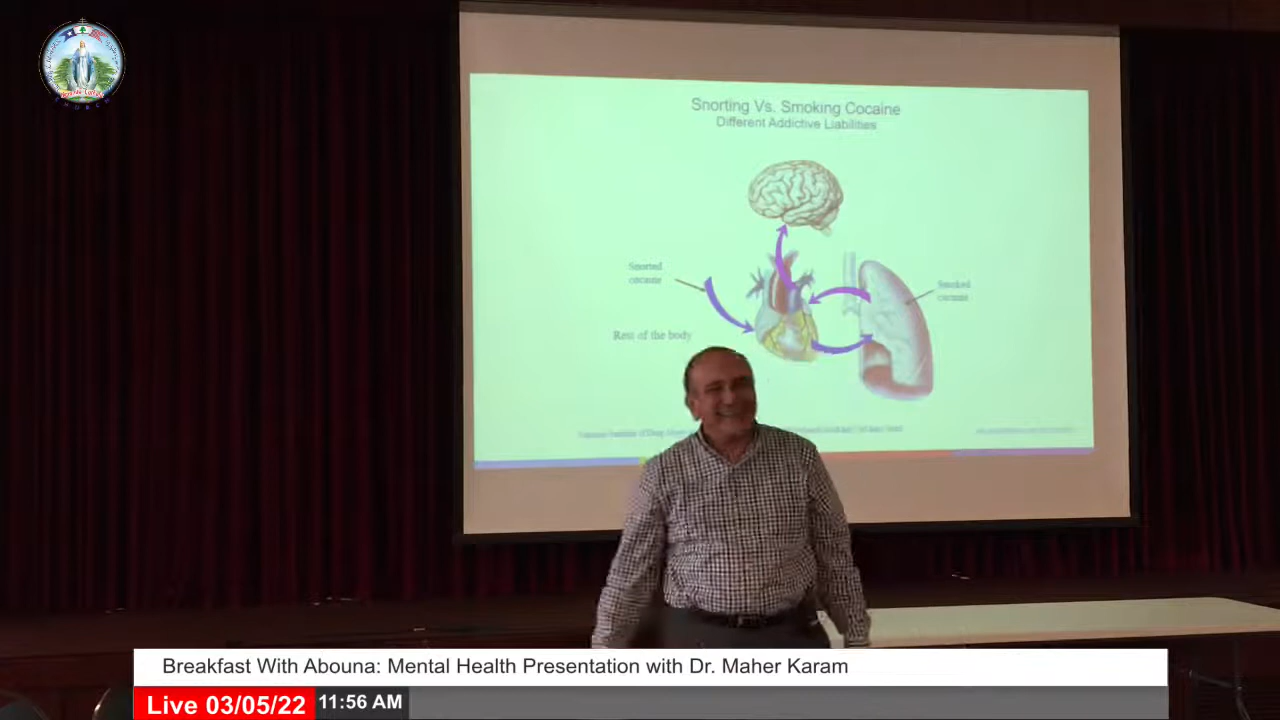 Snorting Vs. Smoking Cocaine
Different Addictive Liabilities
Snorted
cocaine
Smoked
cocaine
Rest of the body
Breakfast With Abouna: Mental Health Presentation with Dr. Maher Karam
Live 03/05/22
11:56 AM